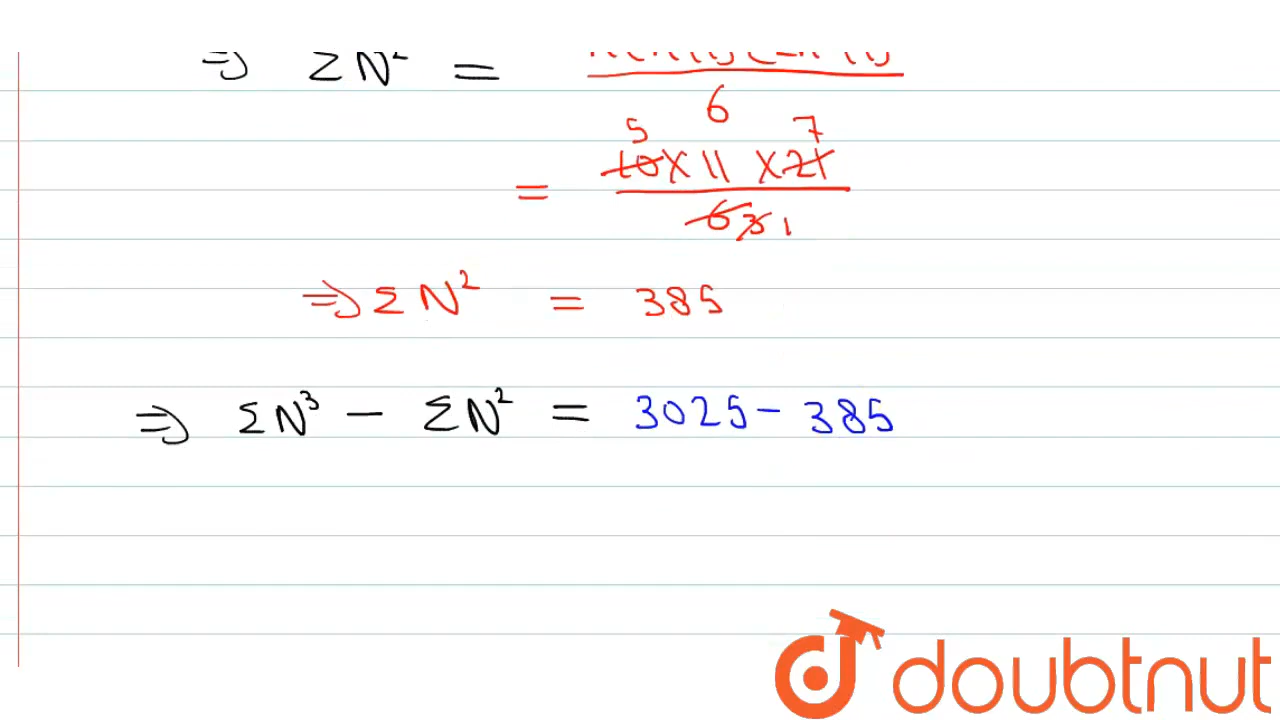 ⇒ ΣN² =
6
5 7
= 10 × 11 × 21
6 3 1
⇒ ΣN² = 385
⇒ ΣN³ − ΣN² = 3025 − 385
doubtnut